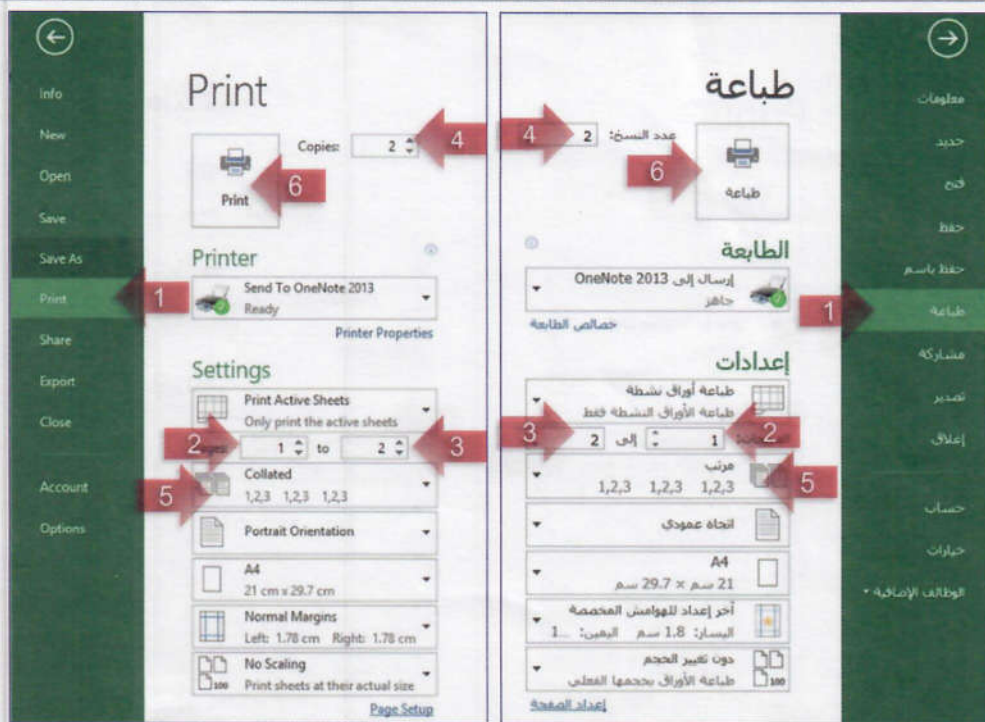 Info
New
Open
Save
Save As
Print
Share
Export
Close
Account
Options
1
Print
Print
6
Copies: 2
4
Printer
Send To OneNote 2013
Ready
Printer Properties
Settings
Print Active Sheets
Only print the active sheets
2
1 to 2
3
5
Collated
1,2,3 1,2,3 1,2,3
Portrait Orientation
A4
21 cm x 29.7 cm
Normal Margins
Left: 1.78 cm Right: 1.78 cm
No Scaling
Print sheets at their actual size
100
Page Setup
معلومات
جديد
فتح
حفظ
حفظ باسم
طباعة
مشاركة
تصدير
إغلاق
حساب
خيارات
الوظائف الإضافية
1
طباعة
طباعة
6
عدد النسخ: 2
4
الطابعة
إرسال إلى OneNote 2013
جاهز
خصائص الطابعة
إعدادات
طباعة أوراق نشطة
طباعة الأوراق النشطة فقط
2
1 إلى 2
3
5
مرتب
1,2,3 1,2,3 1,2,3
اتجاه عمودي
A4
21 سم × 29.7 سم
آخر إعداد للهوامش المخصصة
اليسار: 1.8 سم اليمين: 1...
دون تغيير الحجم
طباعة الأوراق بحجمها الفعلي
100
إعداد الصفحة